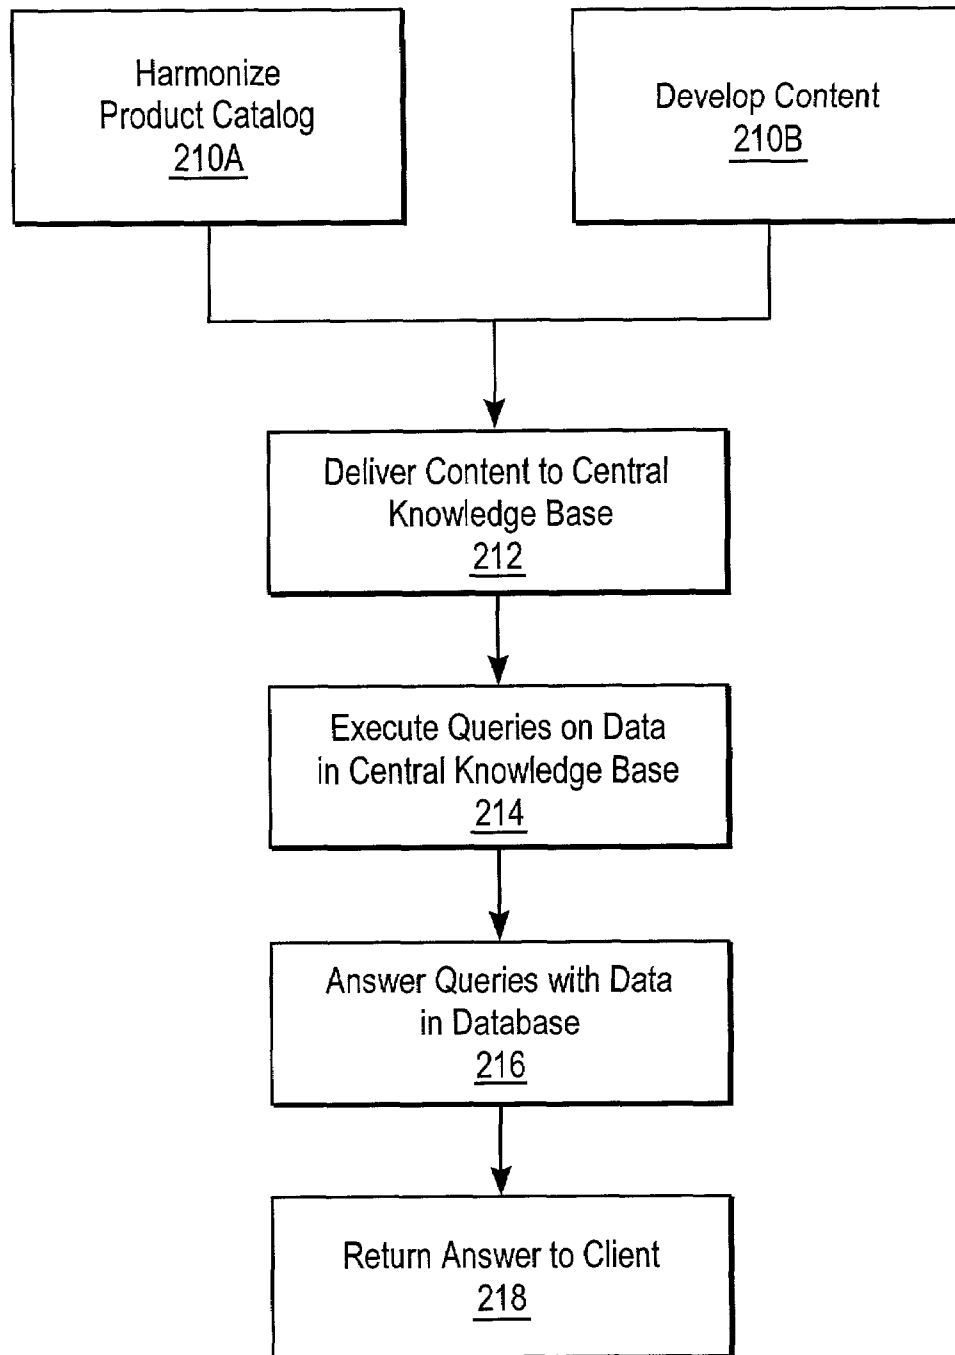 Harmonize
Product Catalog
210A
Develop Content
210B
Deliver Content to Central
Knowledge Base
212
Execute Queries on Data
in Central Knowledge Base
214
Answer Queries with Data
in Database
216
Return Answer to Client
218